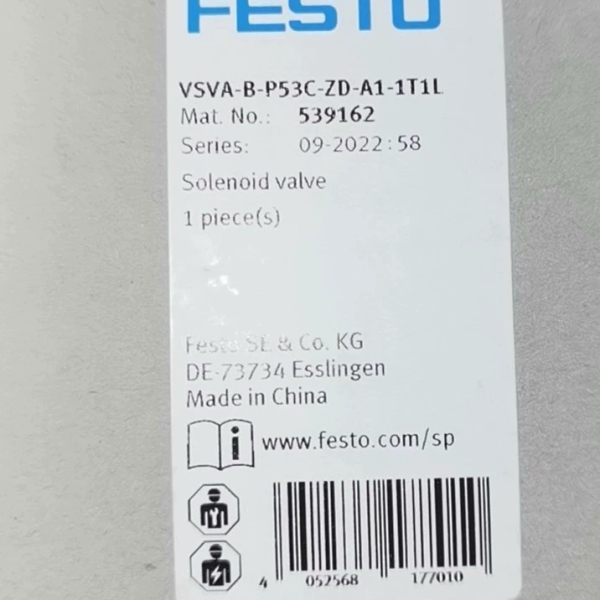 FESTO
VSVA-B-P53C-ZD-A1-1T1L
Mat. No.: 539162
Series: 09-2022:58
Solenoid valve
1 piece(s)
Festo SE & Co. KG
DE-73734 Esslingen
Made in China
i www.festo.com/sp
4 052568 177010